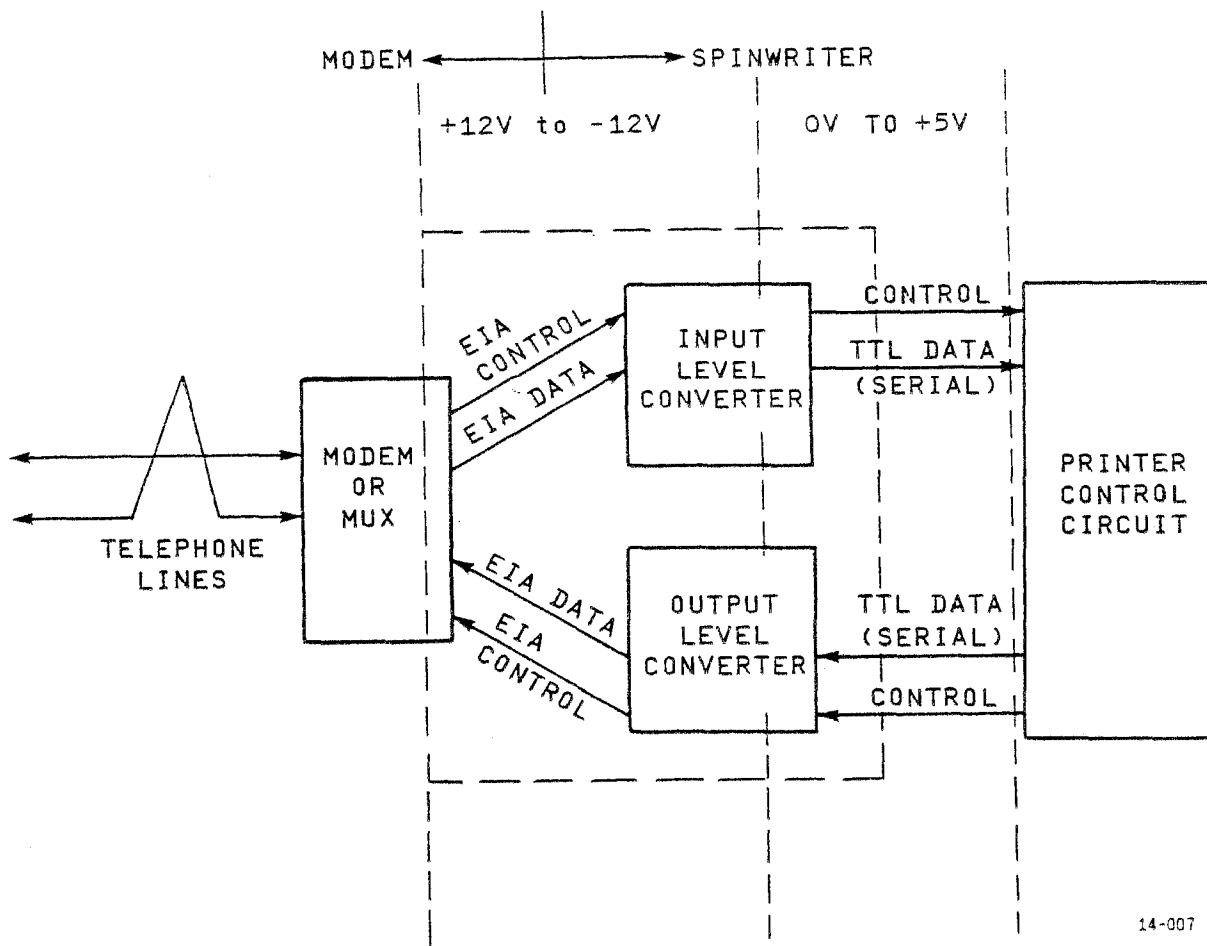 MODEM
SPINWRITER
+12V to -12V
0V TO +5V
EIA
CONTROL
EIA DATA
INPUT
LEVEL
CONVERTER
CONTROL
TTL DATA
(SERIAL)
TELEPHONE
LINES
MODEM
OR
MUX
PRINTER
CONTROL
CIRCUIT
EIA DATA
EIA
CONTROL
OUTPUT
LEVEL
CONVERTER
TTL DATA
(SERIAL)
CONTROL
14-007